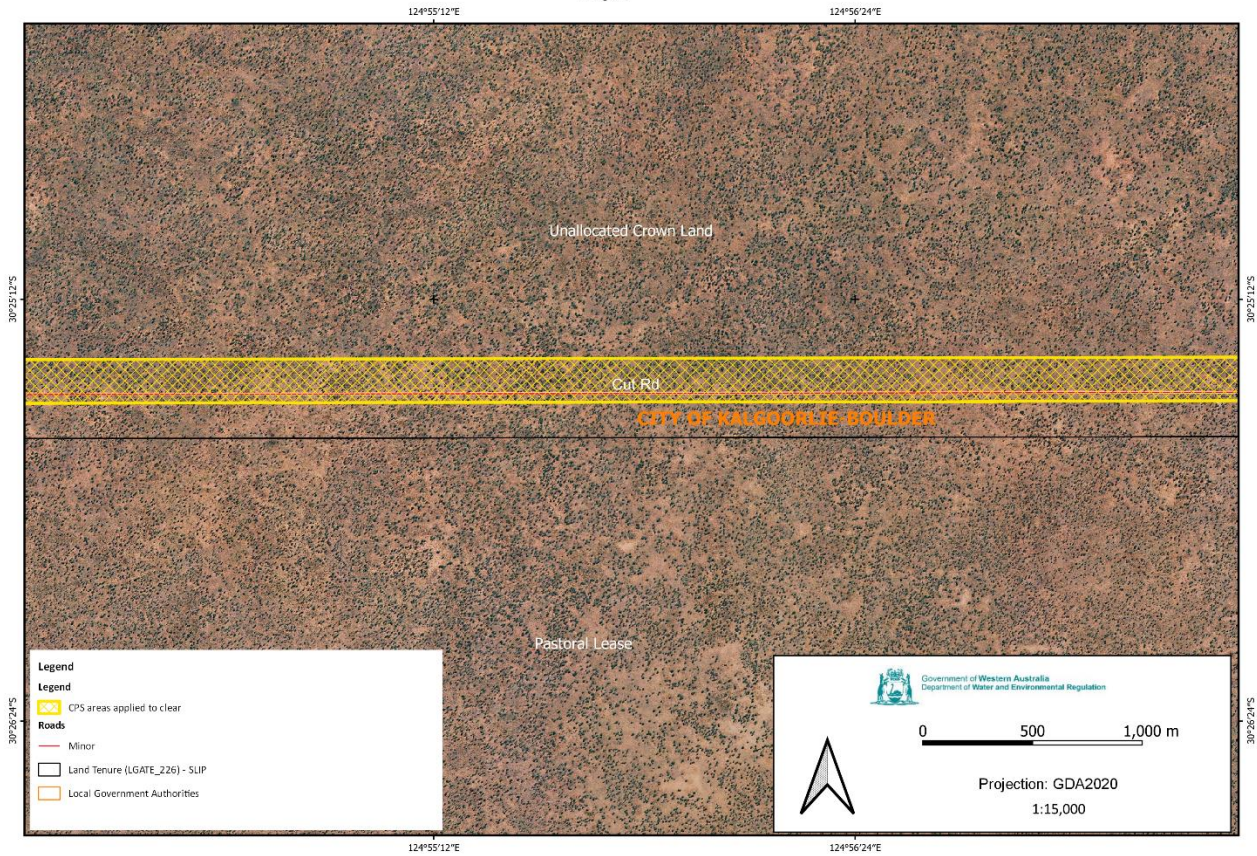 124°55'12"E
124°56'24"E
30°25'12"S
30°25'12"S
Unallocated Crown Land
Cut Rd
CITY OF KALGOORLIE-BOULDER
Pastoral Lease
30°26'24"S
30°26'24"S
Legend
Legend
CPS areas applied to clear
Roads
Minor
Land Tenure (LGATE_226) - SLIP
Local Government Authorities
Government of Western Australia
Department of Water and Environmental Regulation
0 500 1,000 m
Projection: GDA2020
1:15,000
124°55'12"E
124°56'24"E